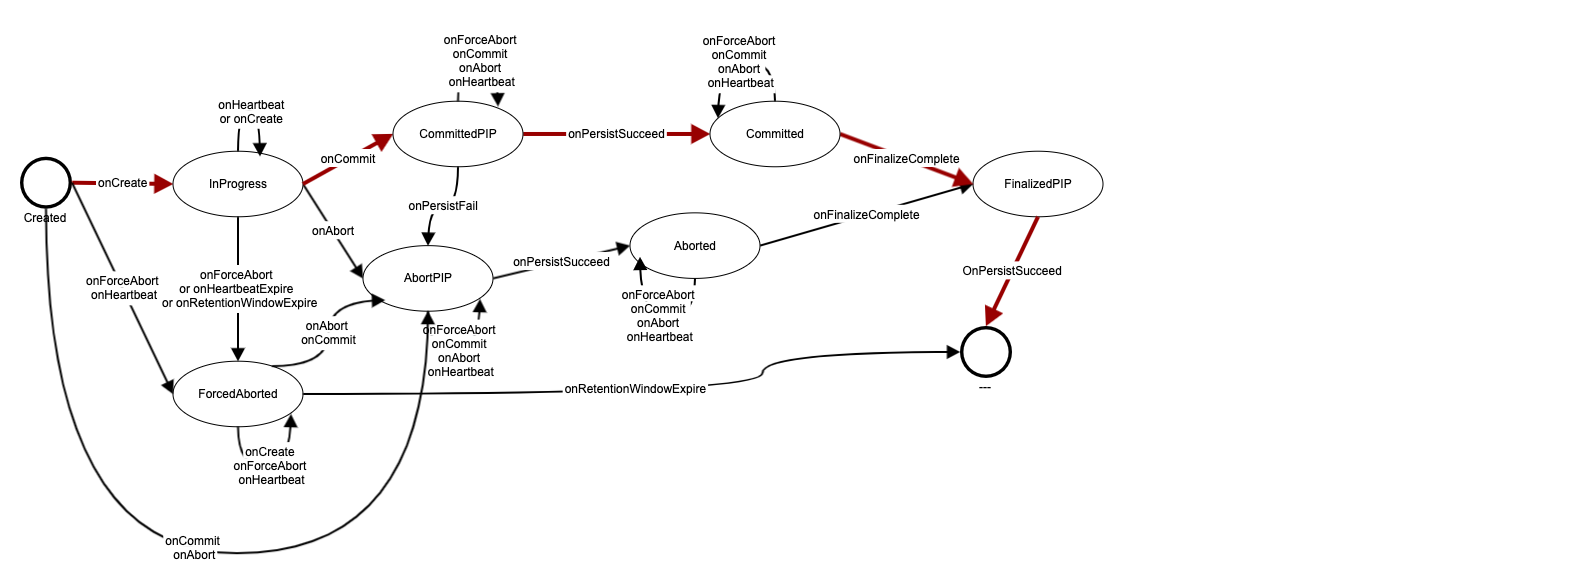 onForceAbort
onCommit
onAbort
onHeartbeat
onForceAbort
onCommit
onAbort
onHeartbeat
onHeartbeat
or onCreate
CommittedPIP
onPersistSucceed
Committed
onCommit
onFinalizeComplete
onCreate
InProgress
FinalizedPIP
Created
onPersistFail
onAbort
onFinalizeComplete
Aborted
onPersistSucceed
AbortPIP
OnPersistSucceed
onForceAbort
onHeartbeat
onForceAbort
or onHeartbeatExpire
or onRetentionWindowExpire
onForceAbort
onCommit
onAbort
onHeartbeat
onAbort
onCommit
onForceAbort
onCommit
onAbort
onHeartbeat
---
ForcedAborted
onRetentionWindowExpire
onCreate
onForceAbort
onHeartbeat
onCommit
onAbort